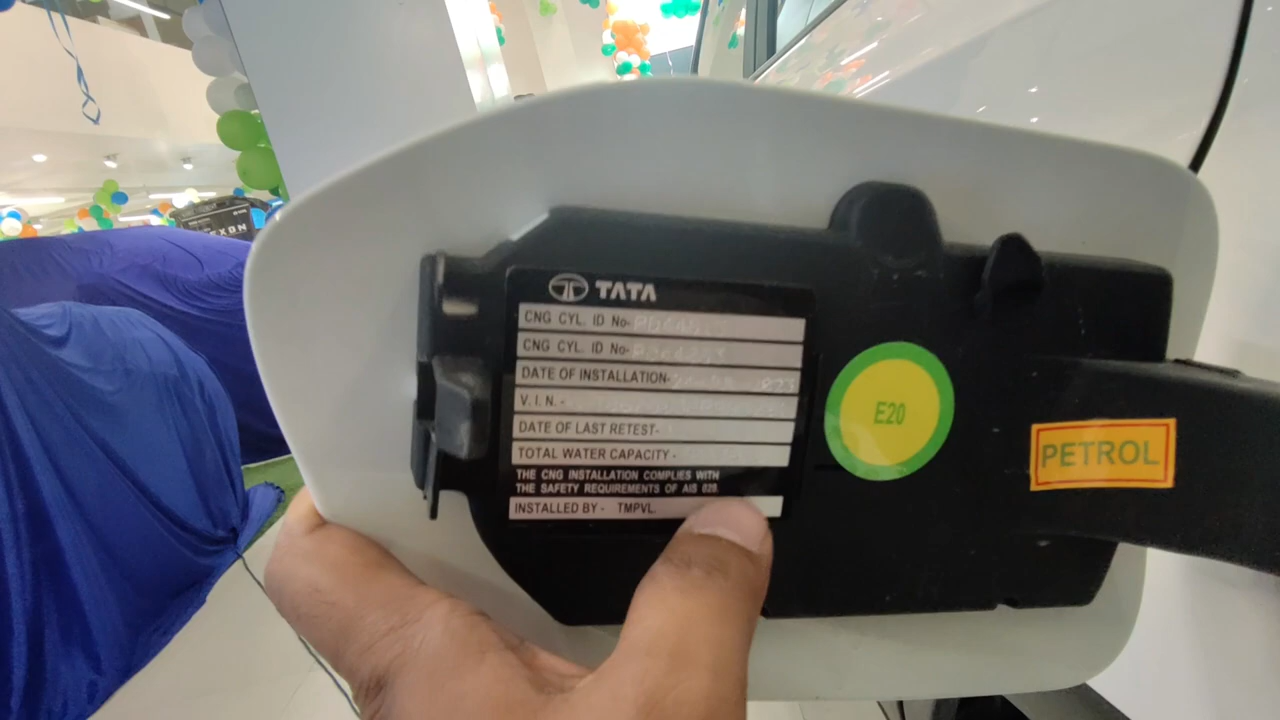 TATA
CNG CYL. ID No-
CNG CYL. ID No-
DATE OF INSTALLATION-
V.I.N. -
DATE OF LAST RETEST-
TOTAL WATER CAPACITY -
THE CNG INSTALLATION COMPLIES WITH
THE SAFETY REQUIREMENTS OF AIS 028.
INSTALLED BY - TMPVL.
E20
PETROL